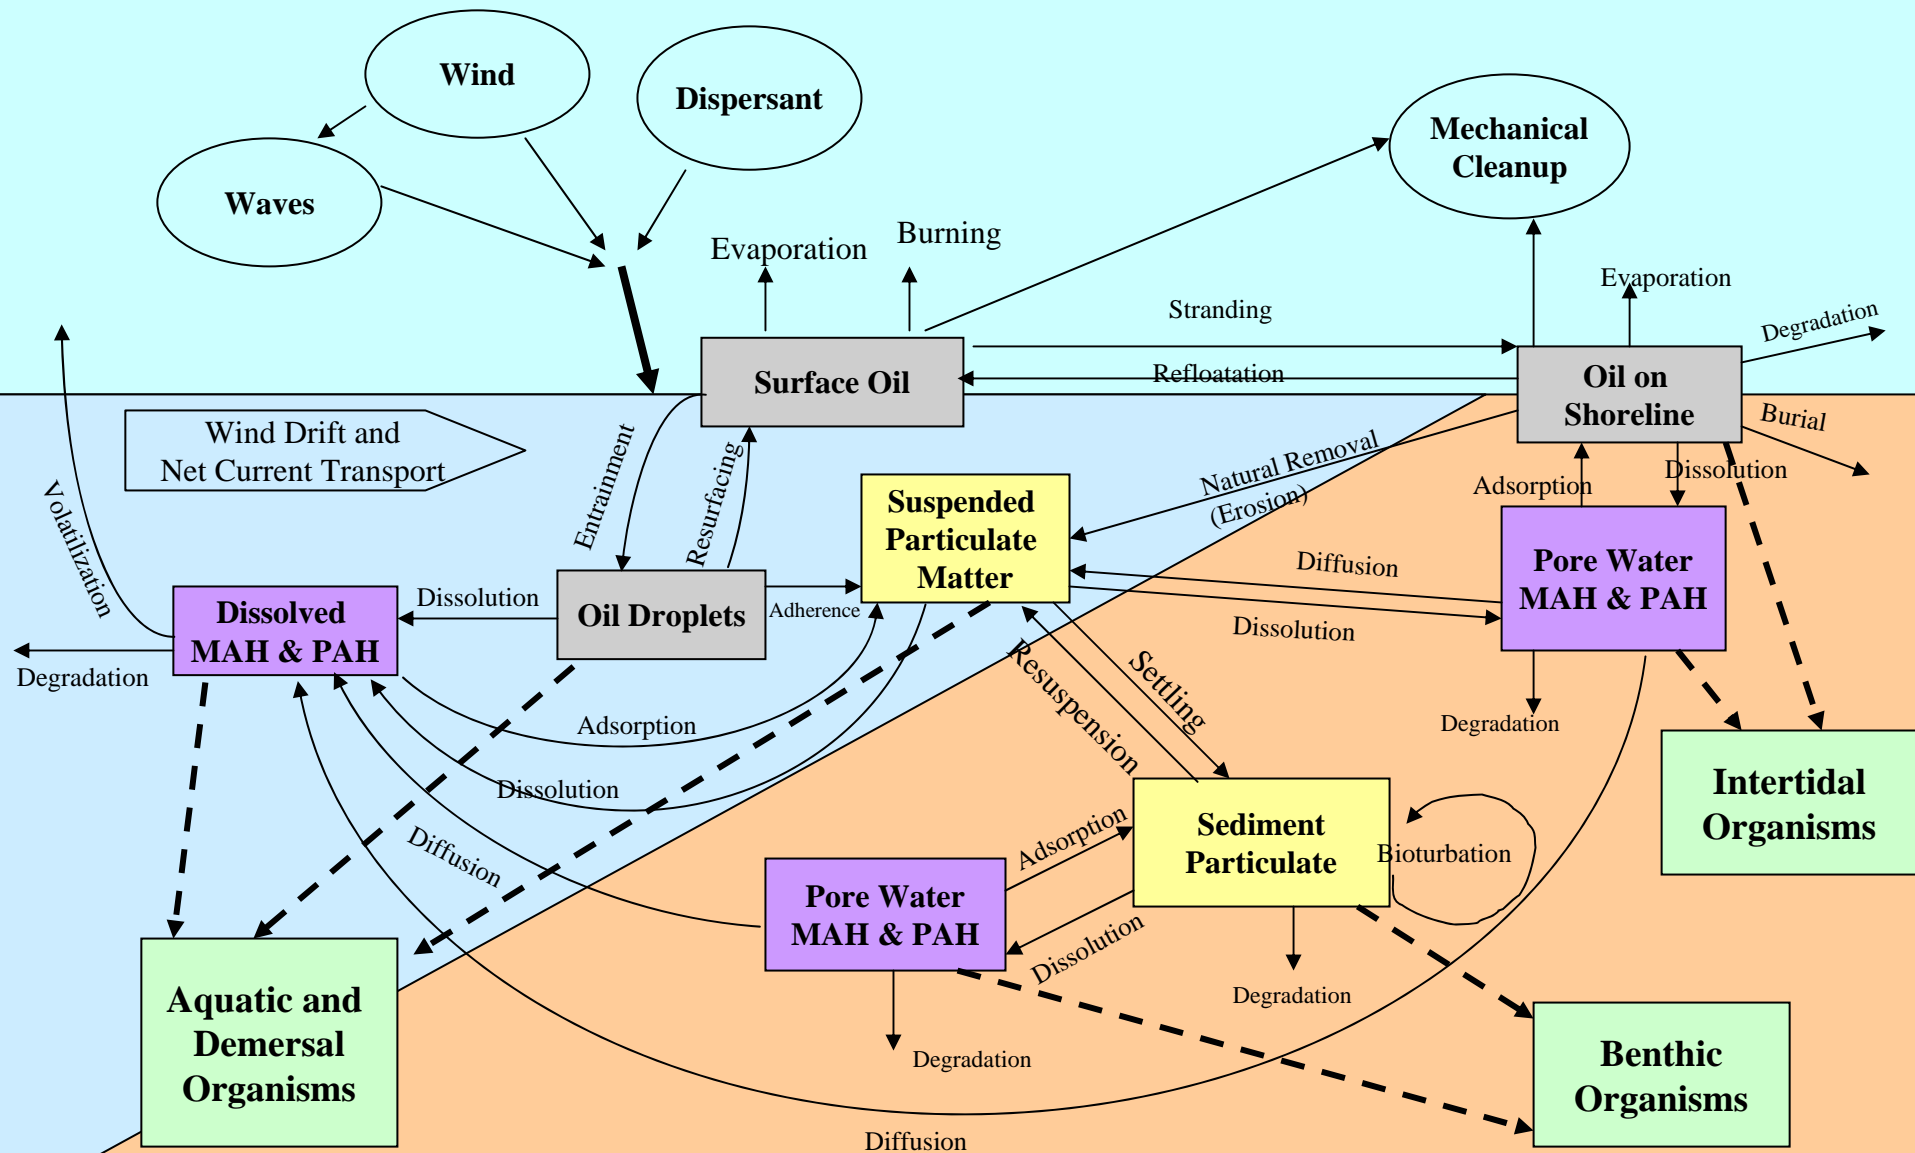 Wind
Dispersant
Mechanical
Cleanup
Waves
Evaporation
Burning
Evaporation
Stranding
Degradation
Surface Oil
Refloatation
Oil on
Shoreline
Wind Drift and
Net Current Transport
Burial
Entrainment
Resurfacing
Natural Removal
(Erosion)
Adsorption
Dissolution
Volatilization
Suspended
Particulate
Matter
Diffusion
Pore Water
MAH & PAH
Dissolved
MAH & PAH
Dissolution
Oil Droplets
Adherence
Dissolution
Degradation
Resuspension
Settling
Adsorption
Degradation
Dissolution
Intertidal
Organisms
Diffusion
Adsorption
Sediment
Particulate
Bioturbation
Pore Water
MAH & PAH
Dissolution
Degradation
Aquatic and
Demersal
Organisms
Degradation
Benthic
Organisms
Diffusion